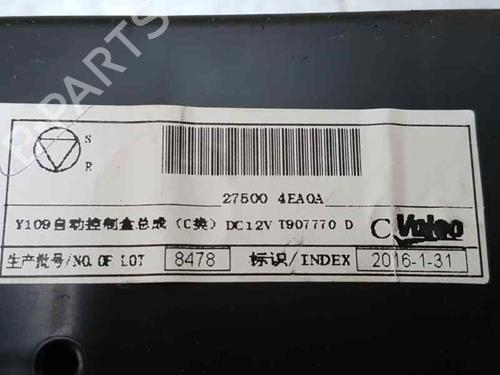 S
R
27500 4EA0A
Y109自动控制盒总成 (C类) DC12V T907770 D C Valeo
生产批号/NO.OF LOT 8478 标识/INDEX 2016-1-31